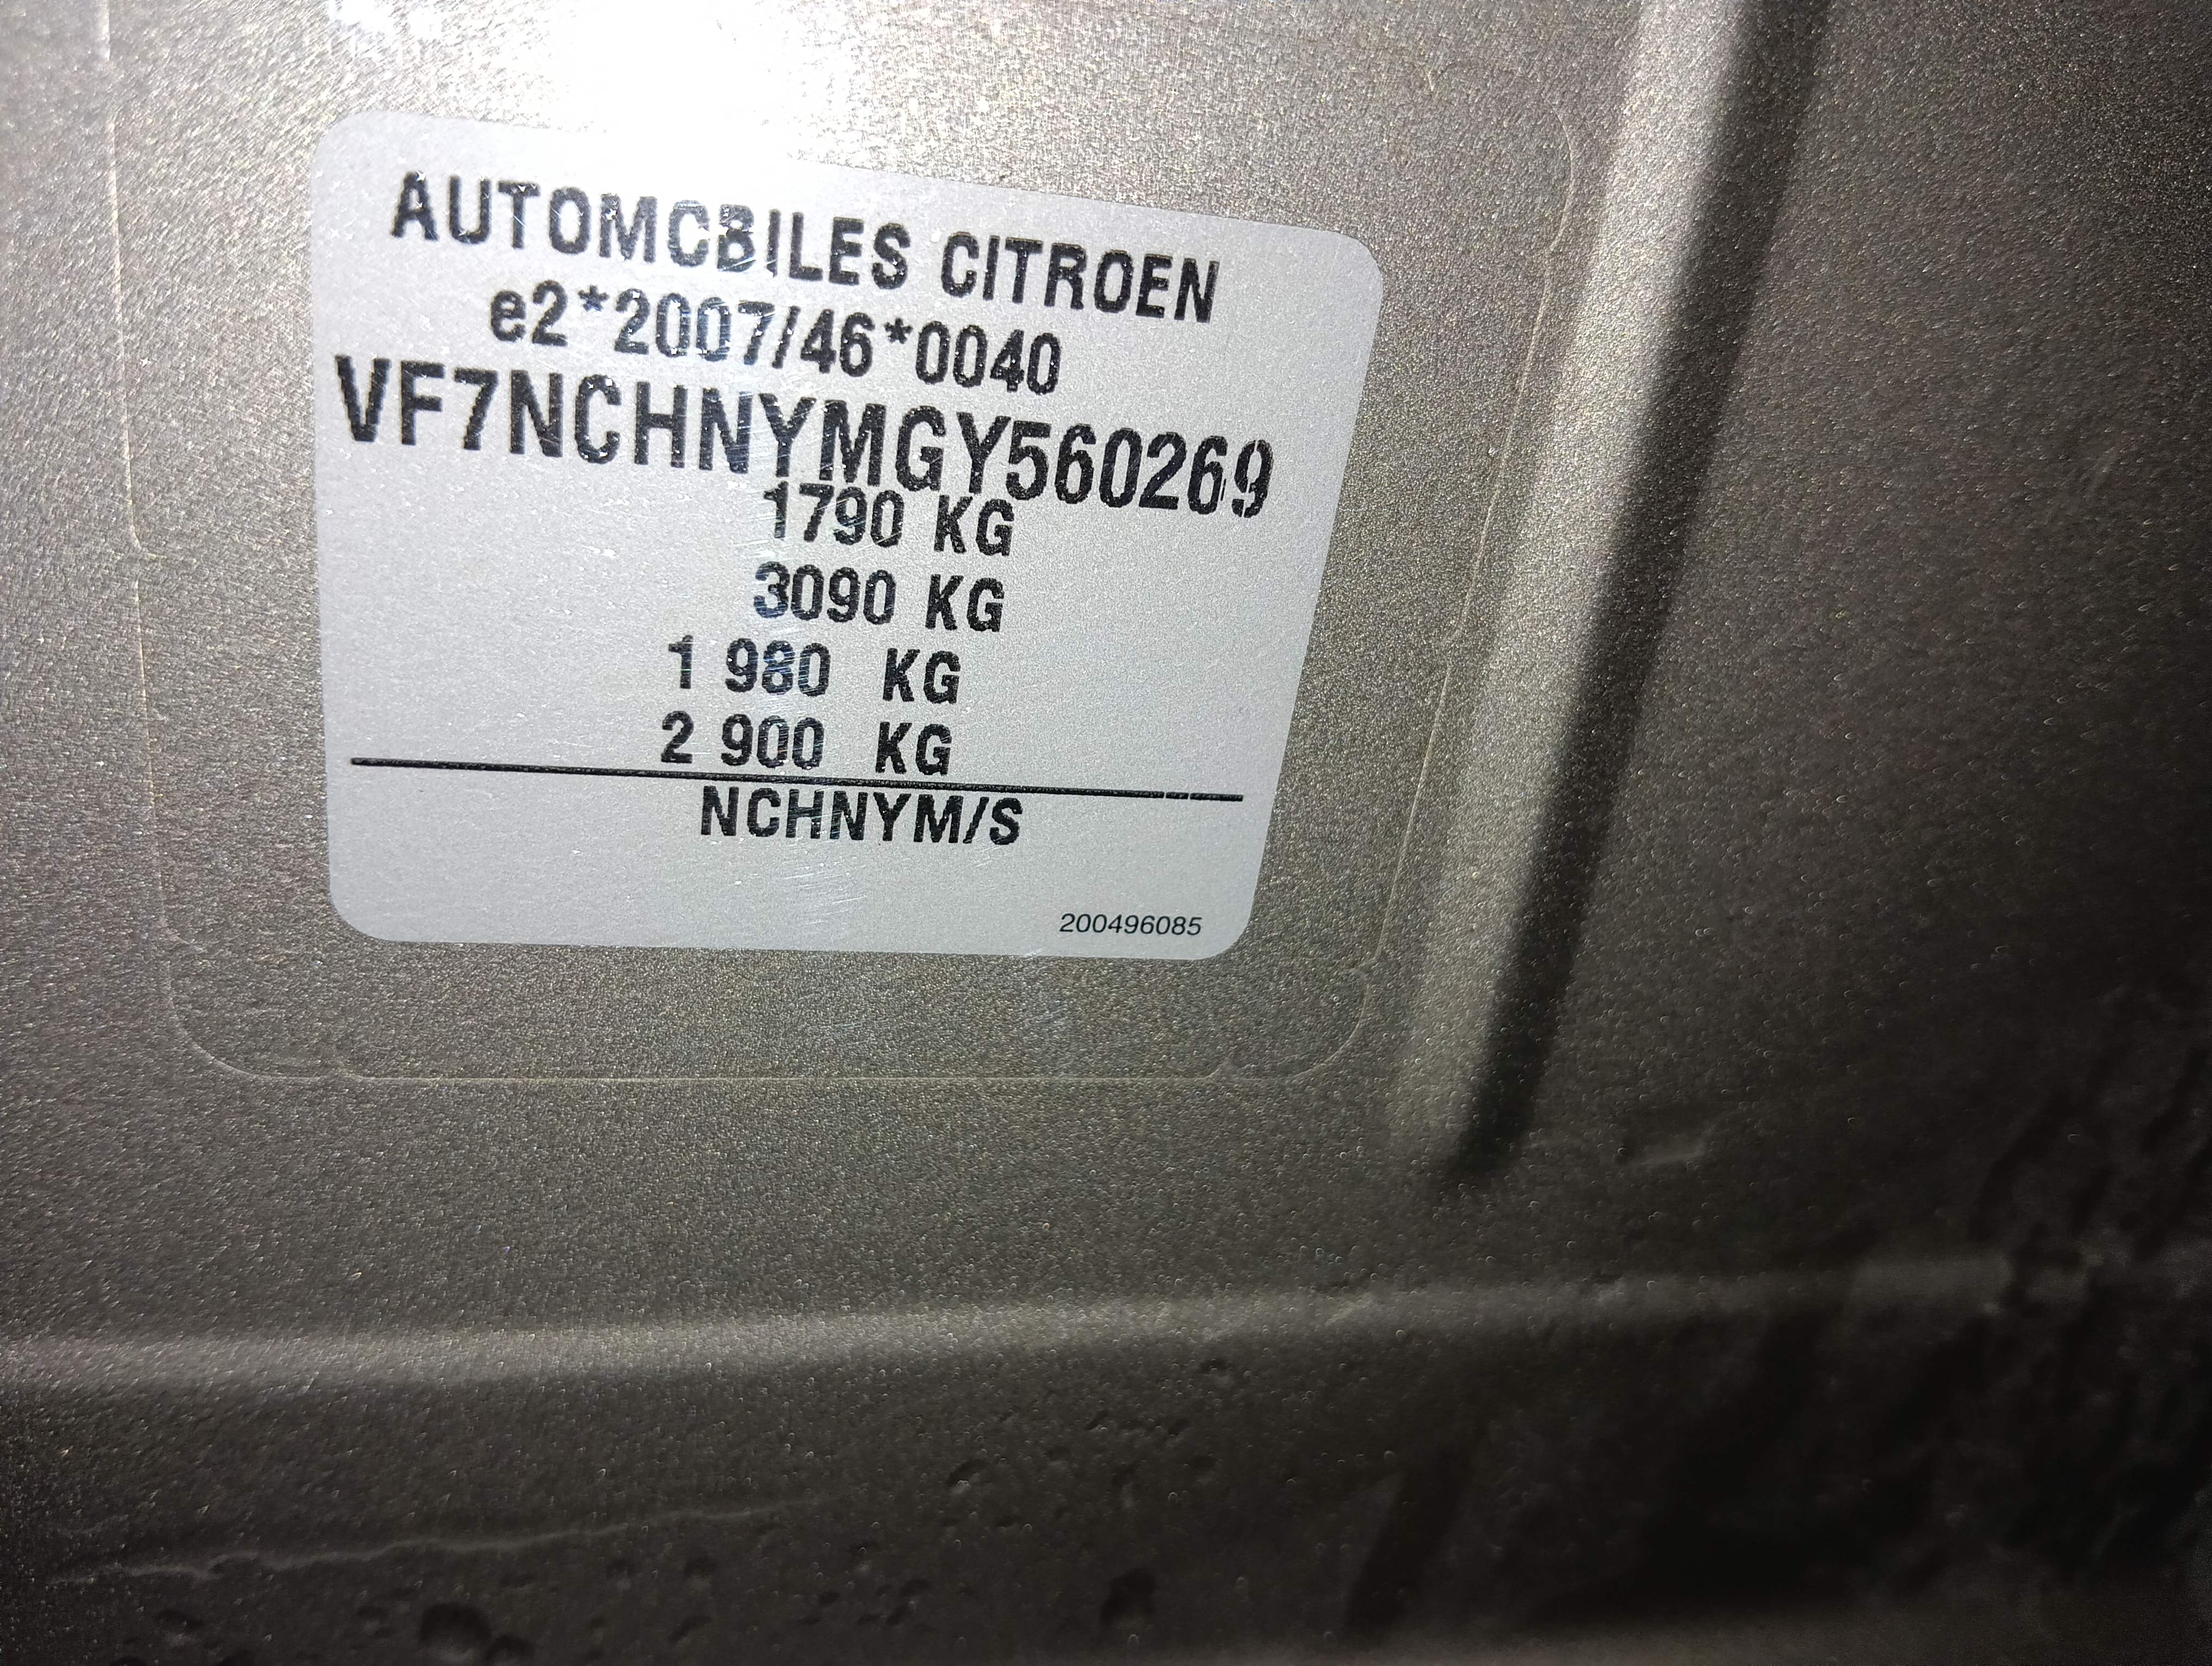 AUTOMOBILES CITROEN
e2*2007/46*0040
VF7NCHNYMGY560269
1790 KG
3090 KG
1 980 KG
2 900 KG
NCHNYM/S
200496085